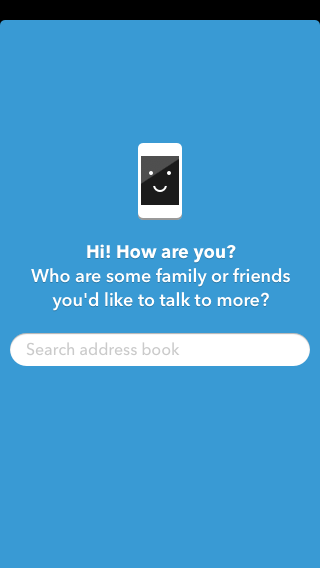 Hi! How are you?
Who are some family or friends
you'd like to talk to more?
Search address book